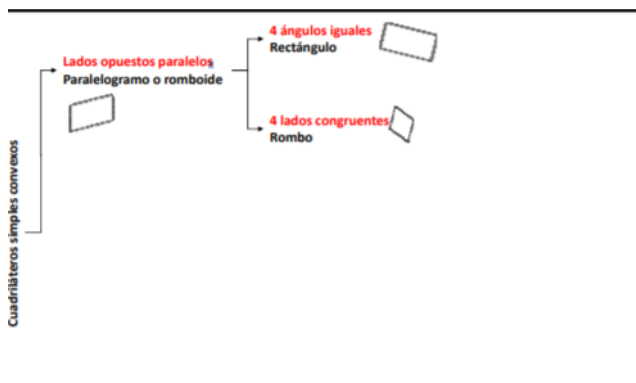 4 ángulos iguales
Rectángulo
Lados opuestos paralelos
Paralelogramo o romboide
4 lados congruentes
Rombo
Cuadriláteros simples convexos